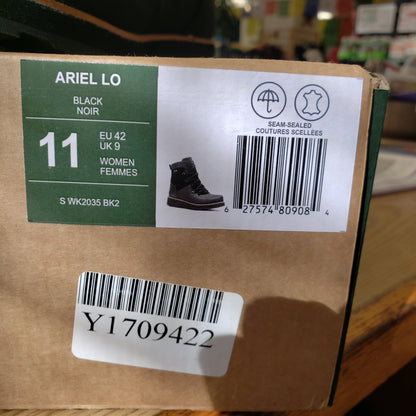 ARIEL LO
BLACK
NOIR
11
EU 42
UK 9
WOMEN
FEMMES
S WK2035 BK2
SEAM-SEALED
COUTURES SCELLÉES
6 27574 80908 4
Y1709422